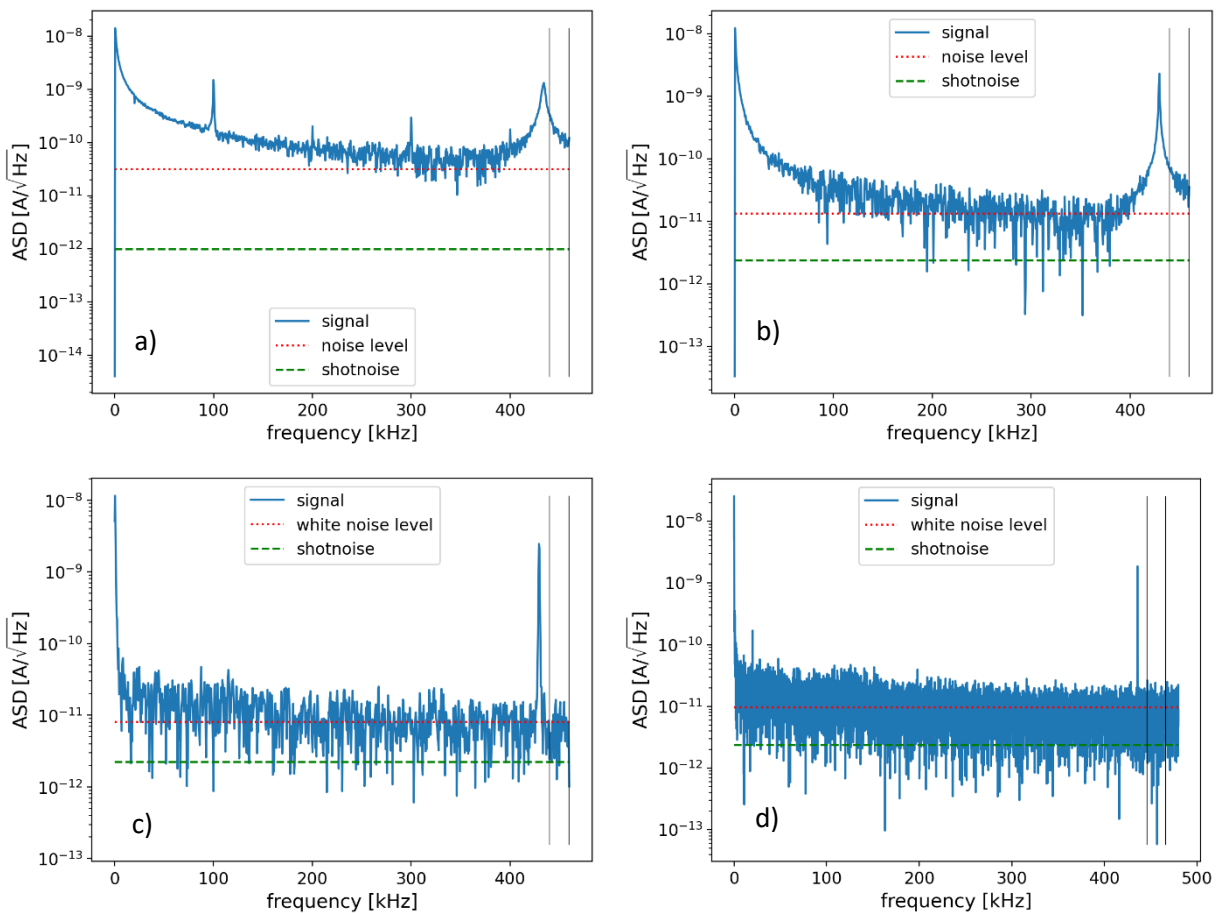 10⁻⁸
10⁻⁹
10⁻¹⁰
10⁻¹¹
10⁻¹²
10⁻¹³
10⁻¹⁴
ASD [A/√Hz]
signal
noise level
shotnoise
a)
0 100 200 300 400
frequency [kHz]
10⁻⁸
10⁻⁹
10⁻¹⁰
10⁻¹¹
10⁻¹²
10⁻¹³
ASD [A/√Hz]
signal
noise level
shotnoise
b)
0 100 200 300 400
frequency [kHz]
10⁻⁸
10⁻⁹
10⁻¹⁰
10⁻¹¹
10⁻¹²
10⁻¹³
ASD [A/√Hz]
signal
white noise level
shotnoise
c)
0 100 200 300 400
frequency [kHz]
10⁻⁸
10⁻⁹
10⁻¹⁰
10⁻¹¹
10⁻¹²
10⁻¹³
ASD [A/√Hz]
signal
white noise level
shotnoise
d)
0 100 200 300 400 500
frequency [kHz]